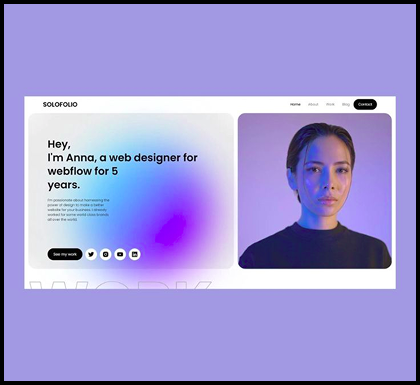 SOLOFOLIO
Home About Work Blog Contact
Hey,
I'm Anna, a web designer for
webflow for 5
years.
I'm passionate about harnessing the
power of design to make a better
website for your business. I already
worked for some world class brands
all over the world.
See my work
WORK